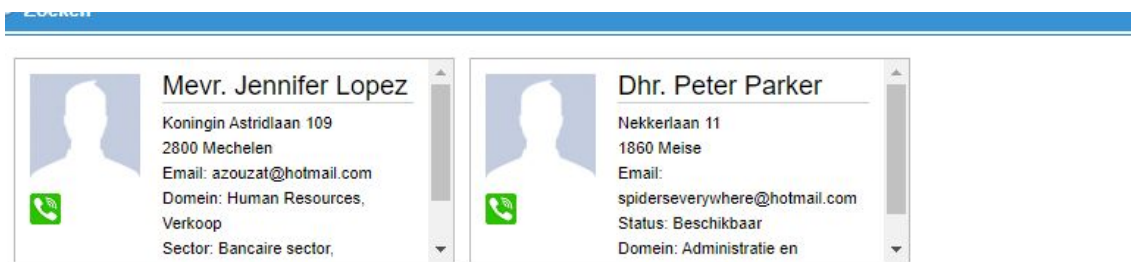 Zoeken
Mevr. Jennifer Lopez
Koningin Astridlaan 109
2800 Mechelen
Email: azouzat@hotmail.com
Domein: Human Resources,
Verkoop
Sector: Bancaire sector,
Dhr. Peter Parker
Nekkerlaan 11
1860 Meise
Email:
spiderseverywhere@hotmail.com
Status: Beschikbaar
Domein: Administratie en